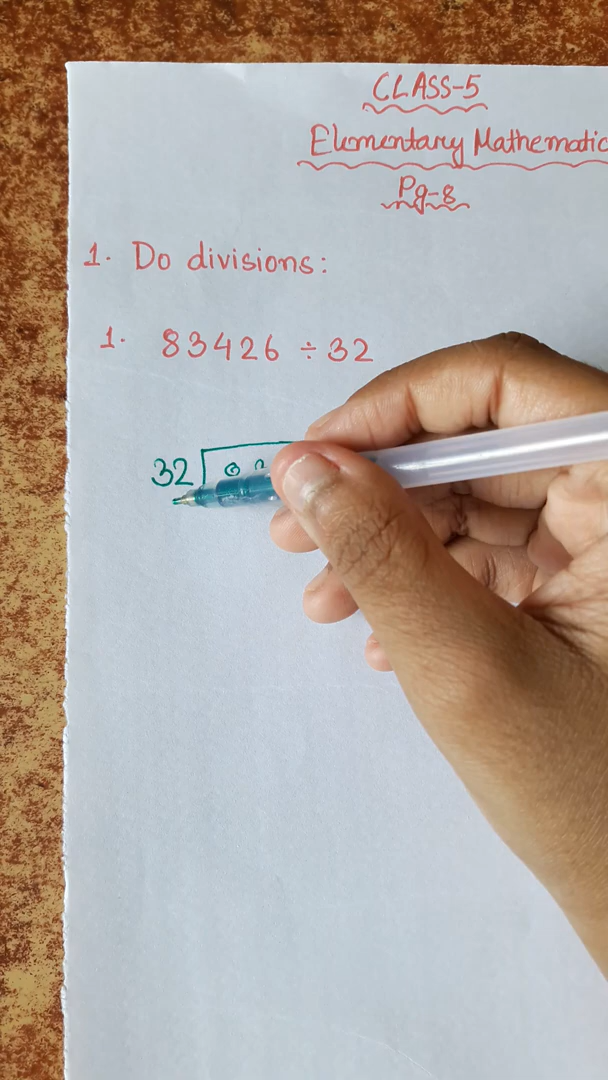 CLASS-5
Elementary Mathematic
Pg-8
1. Do divisions:
1. 83426 ÷ 32
32